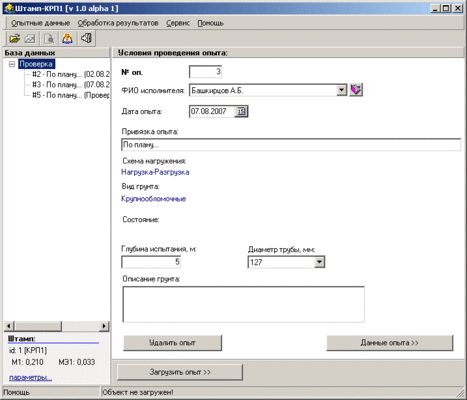 Штамп-КРП1 [v 1.0 alpha 1]
Опытные данные Обработка результатов Сервис Помощь
База данных
Проверка
#2 - По плану... (02.08.2
#3 - По плану... (07.08.2
#5 - По плану... (Провер
Штамп:
id: 1 [КРП1]
М1: 0,210 МЭ1: 0,033
параметры...
Условия проведения опыта:
№ оп. 3
ФИО исполнителя: Башкирцов А.Б.
Дата опыта: 07.08.2007
Привязка опыта:
По плану...
Схема нагружения:
Нагрузка-Разгрузка
Вид грунта:
Крупнообломочные
Состояние:
Глубина испытания, м: Диаметр трубы, мм:
5 127
Описание грунта:
Удалить опыт Данные опыта >>
Загрузить опыт >>
Помощь Объект не загружен!